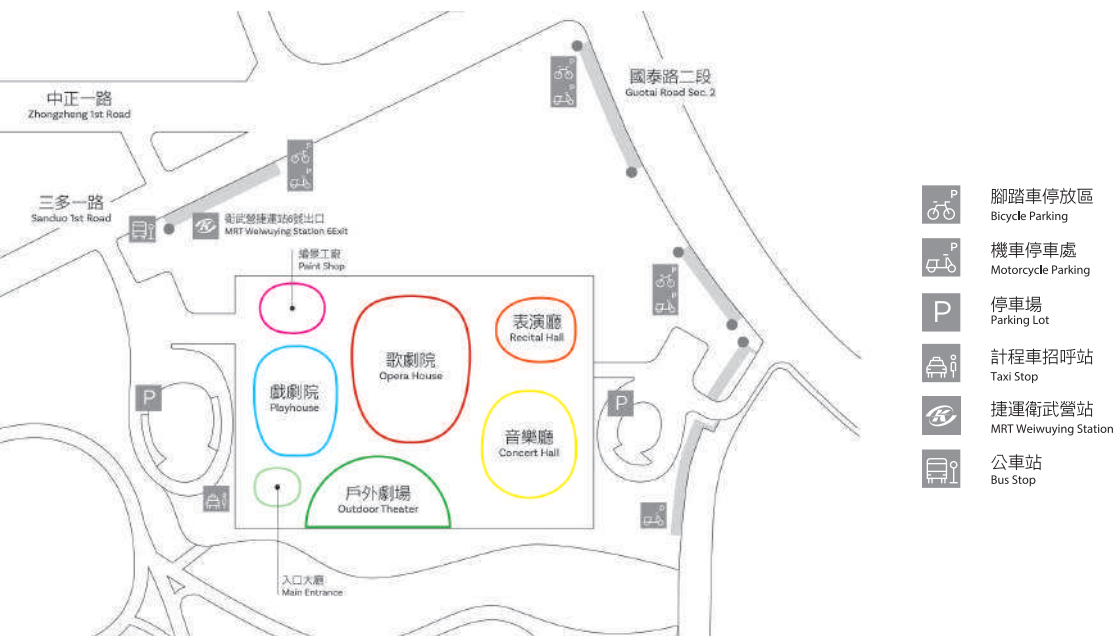 國泰路二段
Guotai Road Sec. 2
中正一路
Zhongzheng 1st Road
三多一路
Sanduo 1st Road
衛武營捷運站6號出口
MRT Weiwuying Station 6Exit
繪景工廠
Paint Shop
表演廳
Recital Hall
歌劇院
Opera House
戲劇院
Playhouse
音樂廳
Concert Hall
戶外劇場
Outdoor Theater
入口大廳
Main Entrance
P
P
P
P
P
P
P
P
P
腳踏車停放區
Bicycle Parking
P
機車停車處
Motorcycle Parking
P
停車場
Parking Lot
計程車招呼站
Taxi Stop
捷運衛武營站
MRT Weiwuying Station
公車站
Bus Stop